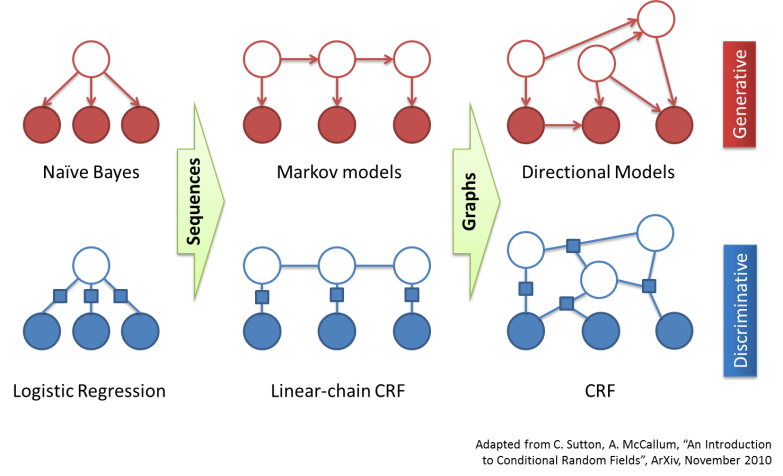 Naïve Bayes
Sequences
Markov models
Graphs
Directional Models
Generative
Logistic Regression
Linear-chain CRF
CRF
Discriminative
Adapted from C. Sutton, A. McCallum, “An Introduction
to Conditional Random Fields”, ArXiv, November 2010